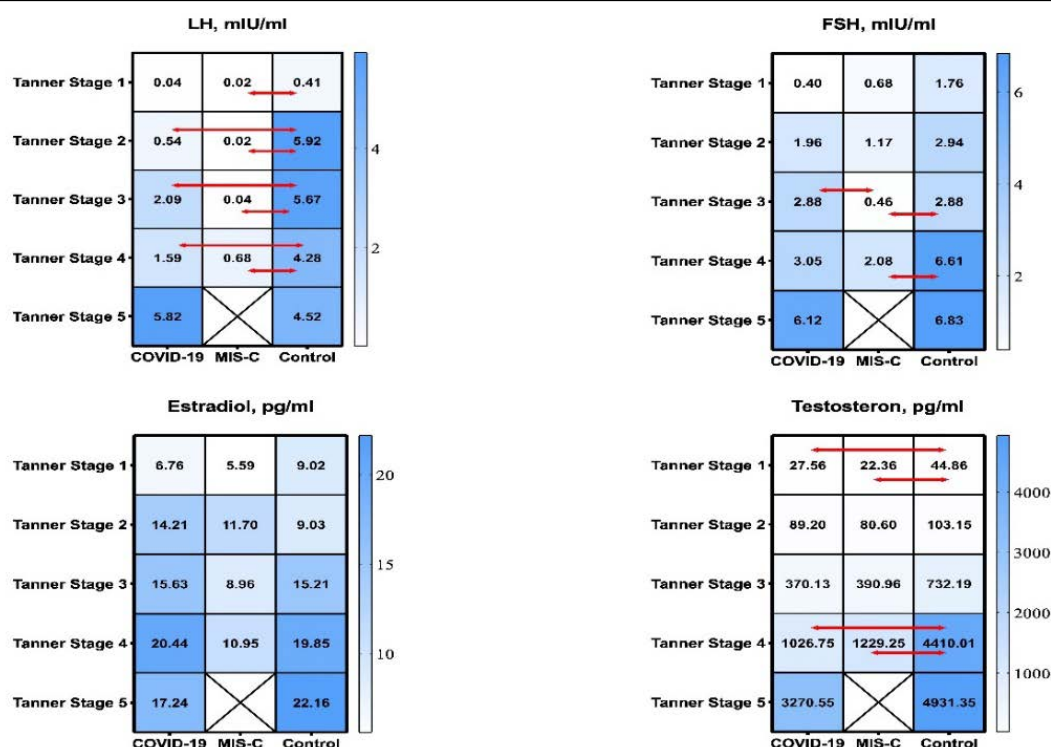 LH, mIU/ml
Tanner Stage 1 0.04 0.02 0.41
Tanner Stage 2 0.54 0.02 5.92
Tanner Stage 3 2.09 0.04 5.67
Tanner Stage 4 1.59 0.68 4.28
Tanner Stage 5 5.82 4.52
COVID-19 MIS-C Control
4
2
FSH, mIU/ml
Tanner Stage 1 0.40 0.68 1.76
Tanner Stage 2 1.96 1.17 2.94
Tanner Stage 3 2.88 0.46 2.88
Tanner Stage 4 3.05 2.08 6.61
Tanner Stage 5 6.12 6.83
COVID-19 MIS-C Control
6
4
2
Estradiol, pg/ml
Tanner Stage 1 6.76 5.59 9.02
Tanner Stage 2 14.21 11.70 9.03
Tanner Stage 3 15.63 8.96 15.21
Tanner Stage 4 20.44 10.95 19.85
Tanner Stage 5 17.24 22.16
COVID-19 MIS-C Control
20
15
10
Testosteron, pg/ml
Tanner Stage 1 27.56 22.36 44.86
Tanner Stage 2 89.20 80.60 103.15
Tanner Stage 3 370.13 390.96 732.19
Tanner Stage 4 1026.75 1229.25 4410.01
Tanner Stage 5 3270.55 4931.35
COVID-19 MIS-C Control
4000
3000
2000
1000